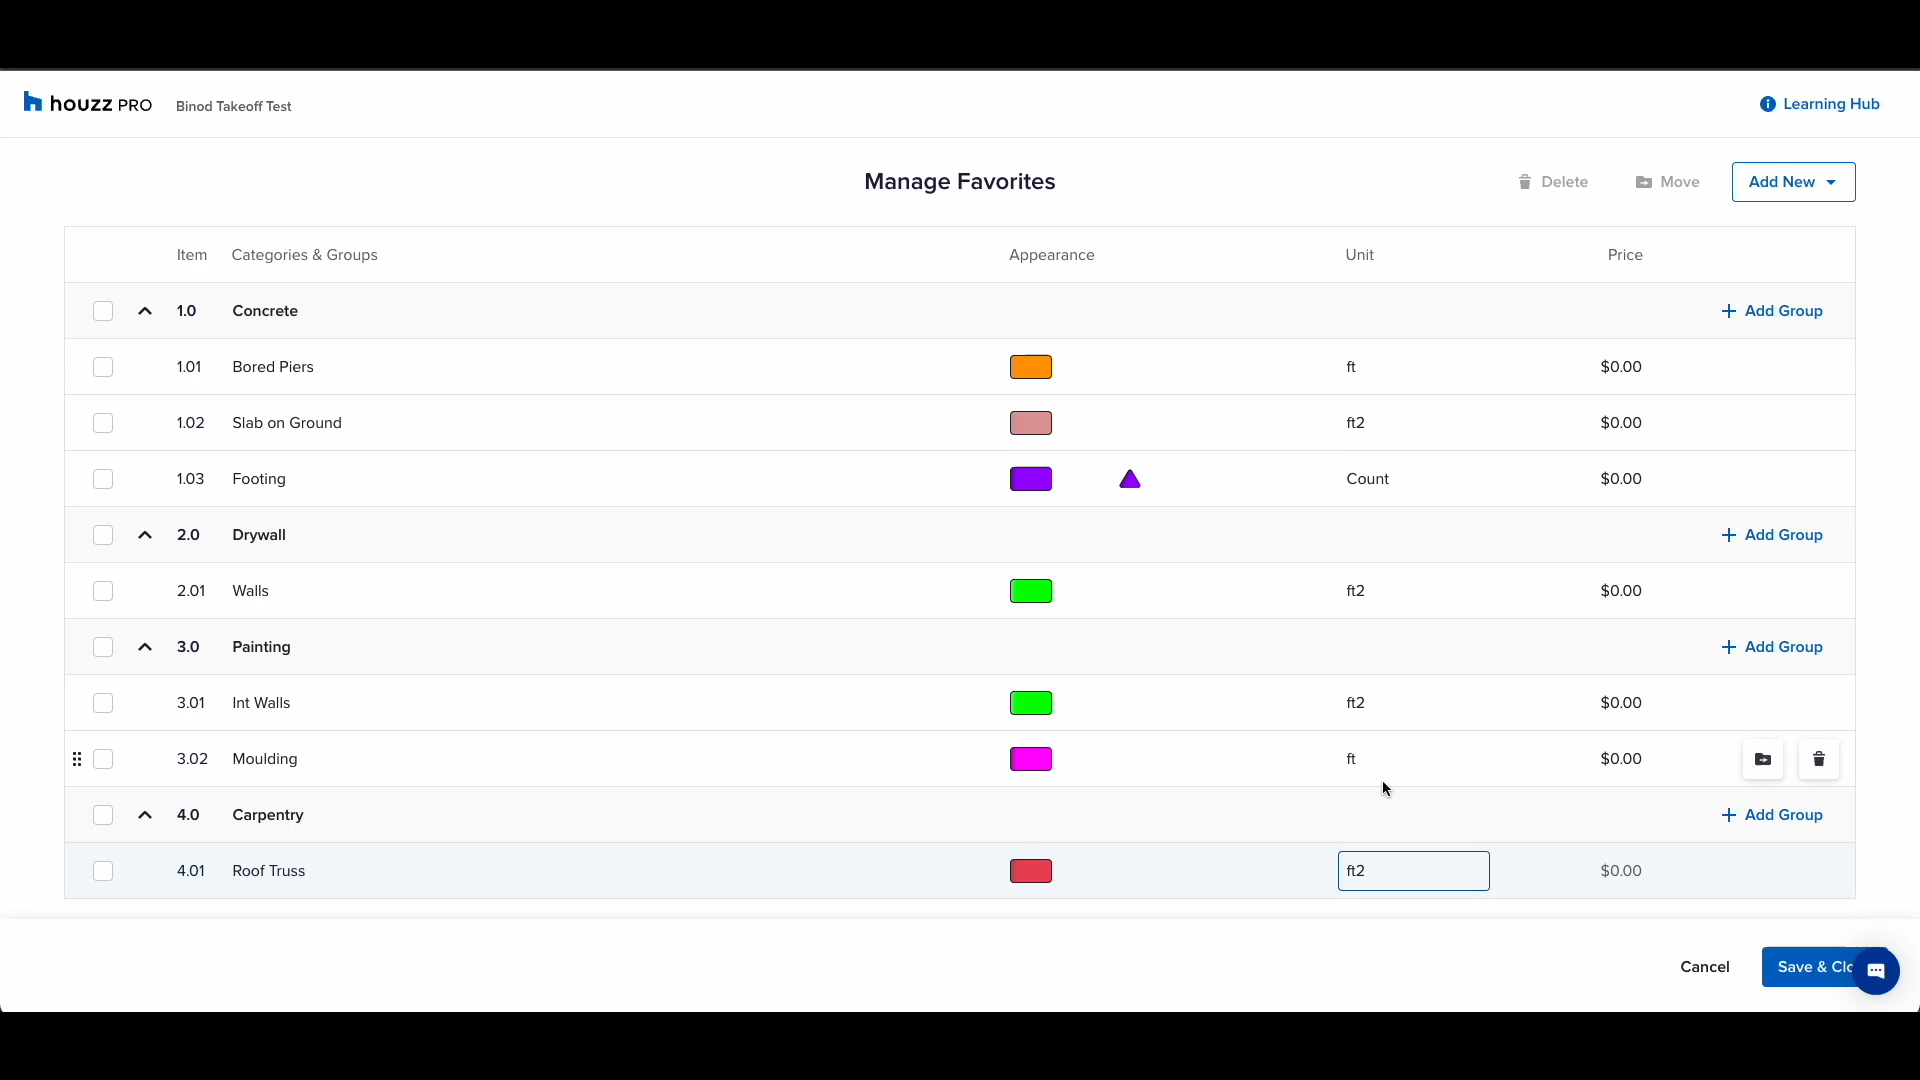 houzz PRO Binod Takeoff Test Learning Hub
Manage Favorites Delete Move Add New
Item Categories & Groups Appearance Unit Price
1.0 Concrete Add Group
1.01 Bored Piers ft $0.00
1.02 Slab on Ground ft2 $0.00
1.03 Footing Count $0.00
2.0 Drywall Add Group
2.01 Walls ft2 $0.00
3.0 Painting Add Group
3.01 Int Walls ft2 $0.00
3.02 Moulding ft $0.00
4.0 Carpentry Add Group
4.01 Roof Truss ft2 $0.00
Cancel Save & Clo